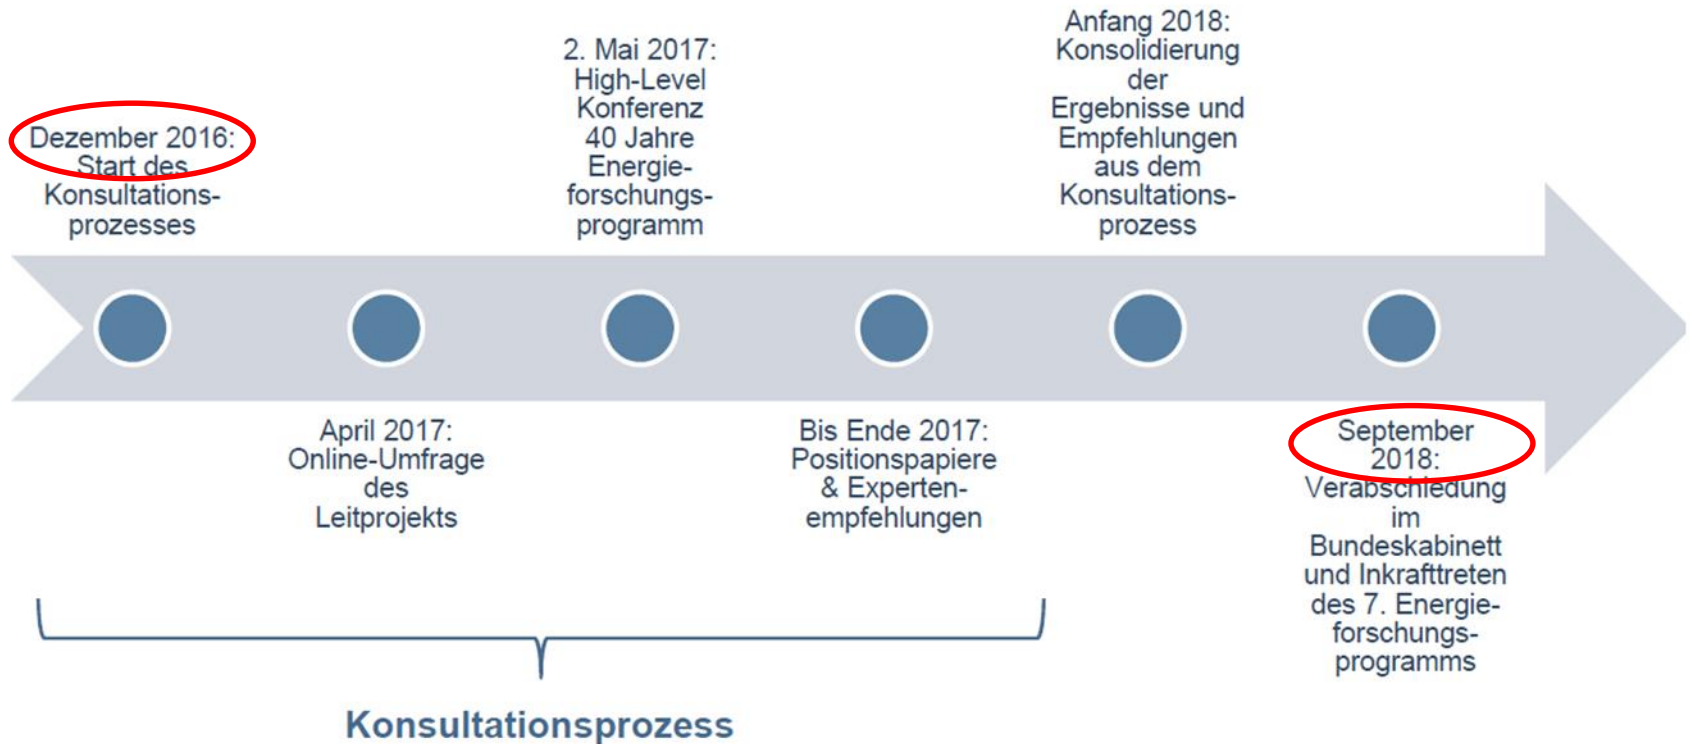 Dezember 2016:
Start des
Konsultations-
prozesses
April 2017:
Online-Umfrage
des
Leitprojekts
2. Mai 2017:
High-Level
Konferenz
40 Jahre
Energie-
forschungs-
programm
Bis Ende 2017:
Positionspapiere
& Experten-
empfehlungen
Anfang 2018:
Konsolidierung
der
Ergebnisse und
Empfehlungen
aus dem
Konsultations-
prozess
September
2018:
Verabschiedung
im
Bundeskabinett
und Inkrafttreten
des 7. Energie-
forschungs-
programms
Konsultationsprozess